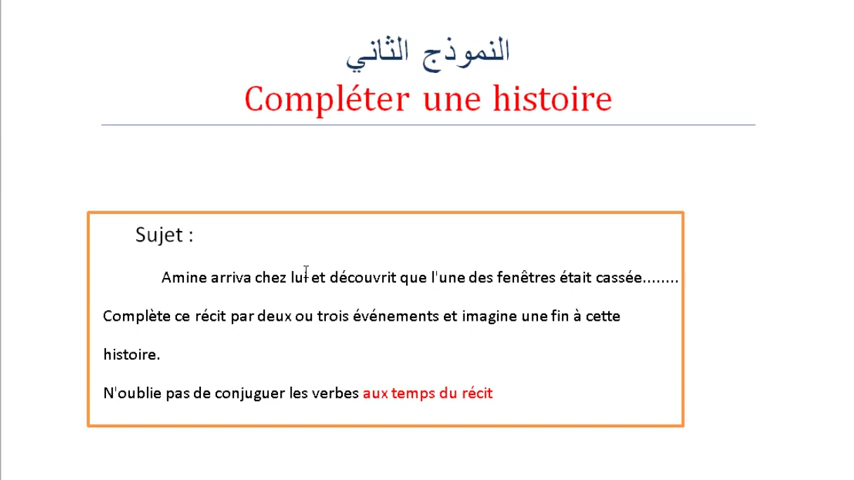 النموذج الثاني
Compléter une histoire
Sujet :
Amine arriva chez lui et découvrit que l'une des fenêtres était cassée........
Complète ce récit par deux ou trois événements et imagine une fin à cette
histoire.
N'oublie pas de conjuguer les verbes aux temps du récit